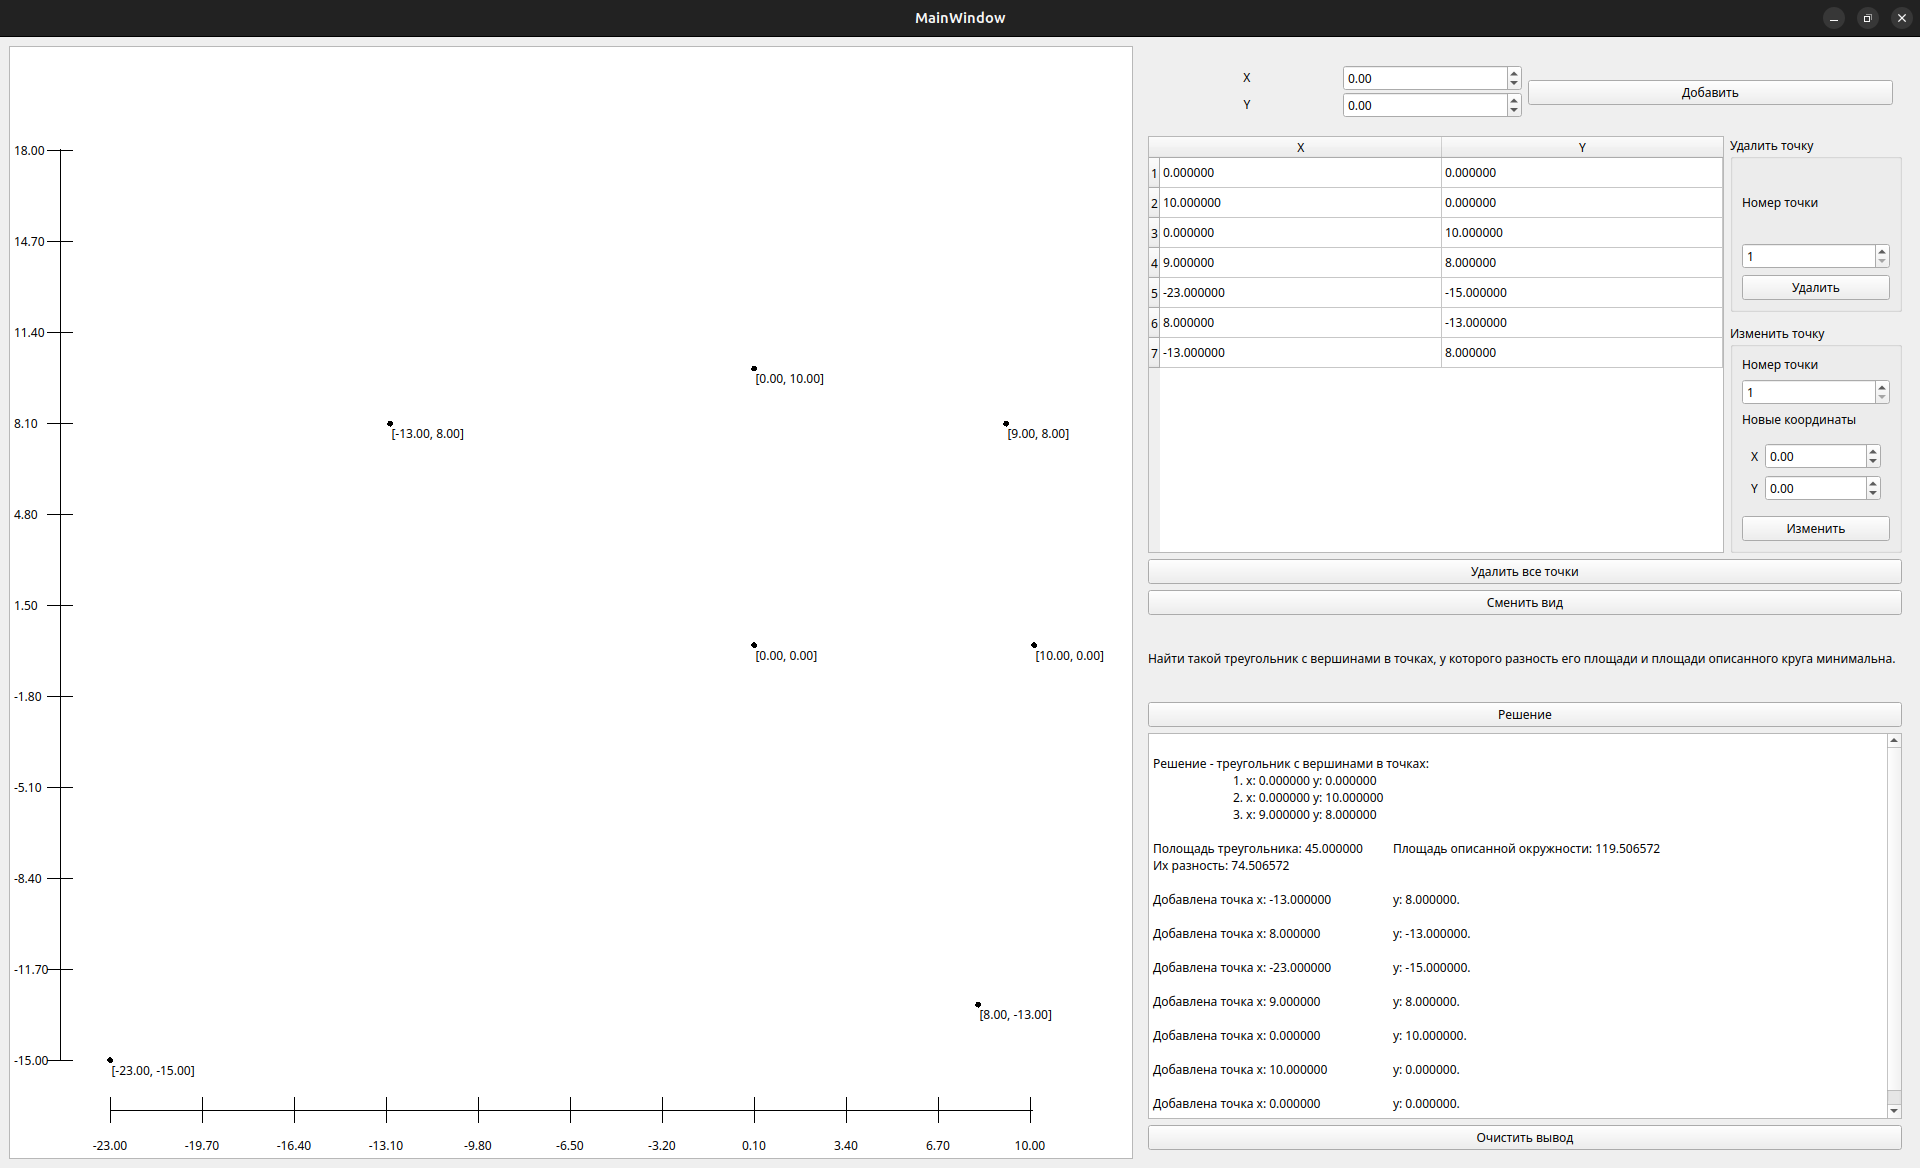 MainWindow
18.00
14.70
11.40
8.10
4.80
1.50
-1.80
-5.10
-8.40
-11.70
-15.00
[0.00, 10.00]
[-13.00, 8.00]
[9.00, 8.00]
[0.00, 0.00]
[10.00, 0.00]
[8.00, -13.00]
[-23.00, -15.00]
-23.00 -19.70 -16.40 -13.10 -9.80 -6.50 -3.20 0.10 3.40 6.70 10.00
X 0.00
Y 0.00
Добавить
X Y
1 0.000000 0.000000
2 10.000000 0.000000
3 0.000000 10.000000
4 9.000000 8.000000
5 -23.000000 -15.000000
6 8.000000 -13.000000
7 -13.000000 8.000000
Удалить точку
Номер точки
1
Удалить
Изменить точку
Номер точки
1
Новые координаты
X 0.00
Y 0.00
Изменить
Удалить все точки
Сменить вид
Найти такой треугольник с вершинами в точках, у которого разность его площади и площади описанного круга минимальна.
Решение
Решение - треугольник с вершинами в точках:
1. x: 0.000000 y: 0.000000
2. x: 0.000000 y: 10.000000
3. x: 9.000000 y: 8.000000
Полощадь треугольника: 45.000000 Площадь описанной окружности: 119.506572
Их разность: 74.506572
Добавлена точка x: -13.000000 y: 8.000000.
Добавлена точка x: 8.000000 y: -13.000000.
Добавлена точка x: -23.000000 y: -15.000000.
Добавлена точка x: 9.000000 y: 8.000000.
Добавлена точка x: 0.000000 y: 10.000000.
Добавлена точка x: 10.000000 y: 0.000000.
Добавлена точка x: 0.000000 y: 0.000000.
Очистить вывод